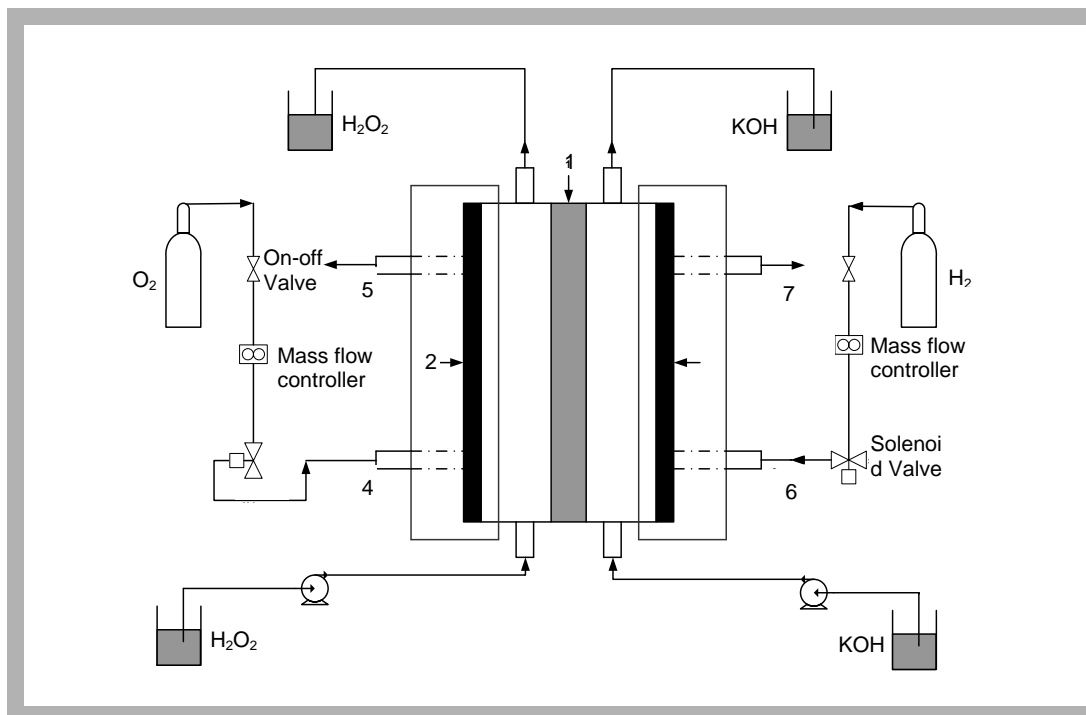 H₂O₂
KOH
1
O₂
On-off
Valve
5
7
H₂
2
Mass flow
controller
Mass flow
controller
4
6
Solenoi
d Valve
H₂O₂
KOH